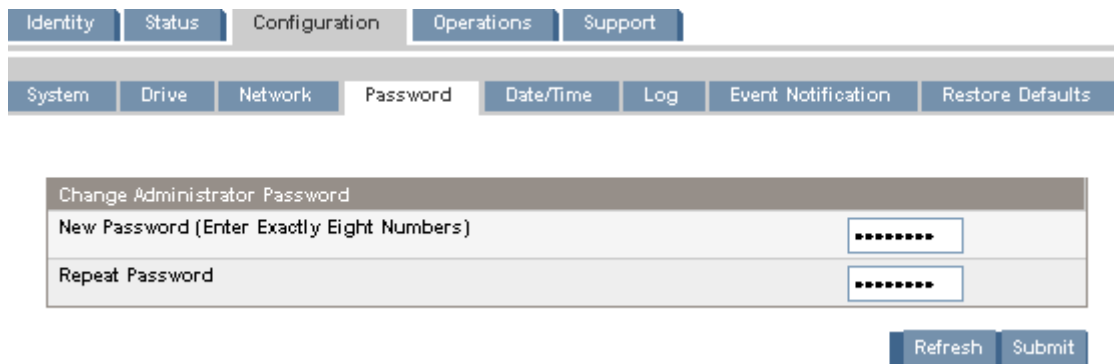 Identity Status Configuration Operations Support
System Drive Network Password Date/Time Log Event Notification Restore Defaults
Change Administrator Password
New Password (Enter Exactly Eight Numbers) ••••••••
Repeat Password ••••••••
Refresh Submit